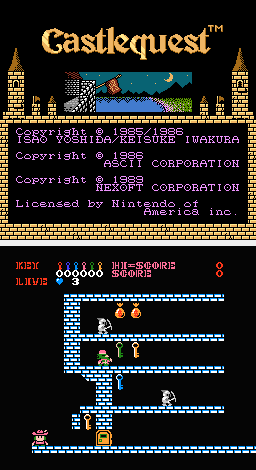 Castlequest™
Copyright © 1985/1986
ISAO YOSHIDA/KEISUKE IWAKURA
Copyright © 1986
ASCII CORPORATION
Copyright © 1989
NEXOFT CORPORATION
Licensed by Nintendo of
America inc.
KEY HI=SCORE 0
000000 SCORE 0
LIVE 3